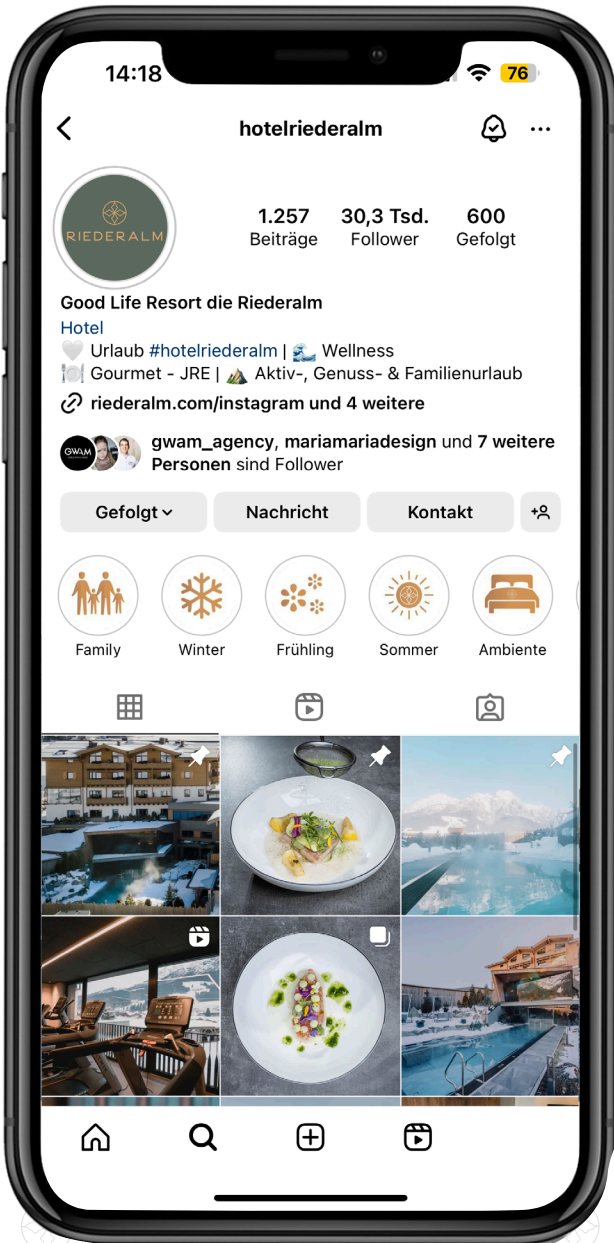 14:18
76
hotelriederalm
RIEDERALM
1.257 30,3 Tsd. 600
Beiträge Follower Gefolgt
Good Life Resort die Riederalm
Hotel
🤍 Urlaub #hotelriederalm | 🌊 Wellness
🍽️ Gourmet - JRE | ⛰️ Aktiv-, Genuss- & Familienurlaub
riederalm.com/instagram und 4 weitere
GWAM
gwam_agency, mariamariadesign und 7 weitere
Personen sind Follower
Gefolgt Nachricht Kontakt
Family Winter Frühling Sommer Ambiente